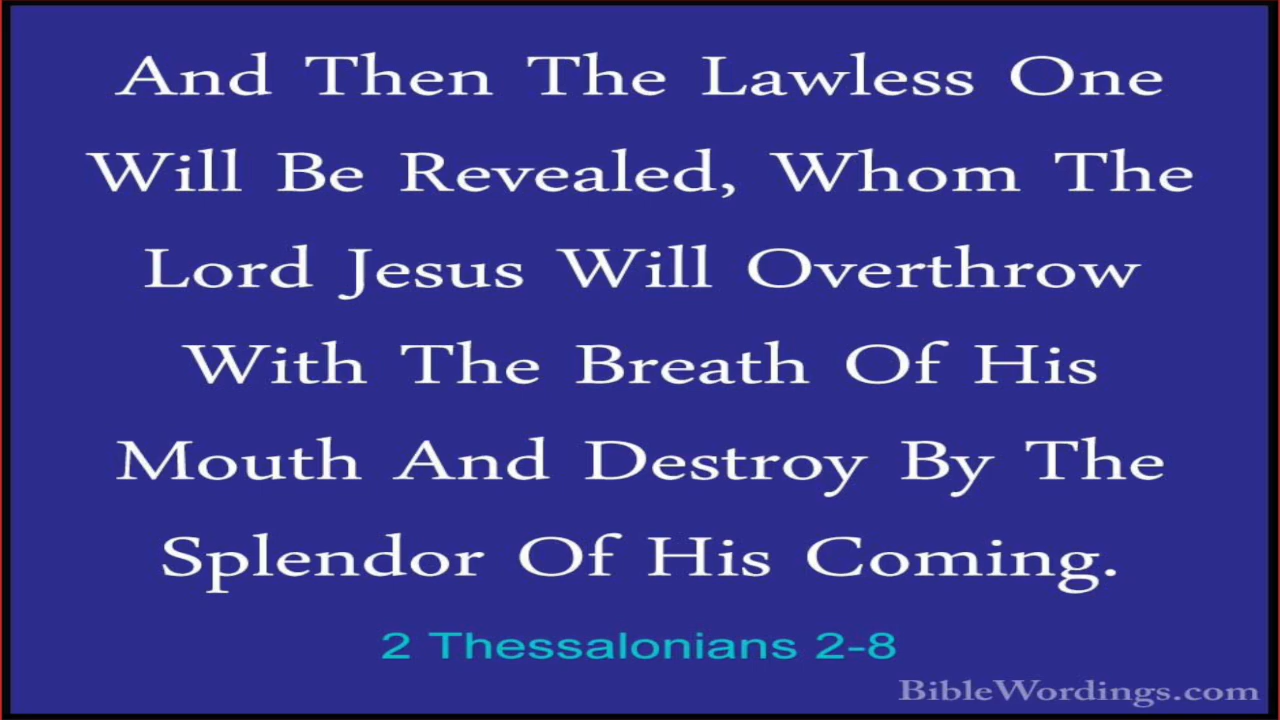 And Then The Lawless One
Will Be Revealed, Whom The
Lord Jesus Will Overthrow
With The Breath Of His
Mouth And Destroy By The
Splendor Of His Coming.
2 Thessalonians 2-8
BibleWordings.com